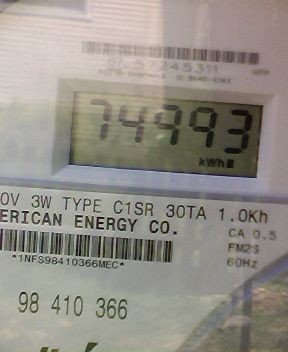 57245311
74993
kWh
0V 3W TYPE C1SR 30TA 1.0Kh
ERICAN ENERGY CO.
CA 0.5
FM2S
60Hz
*1NFS98410366MEC*
98 410 366